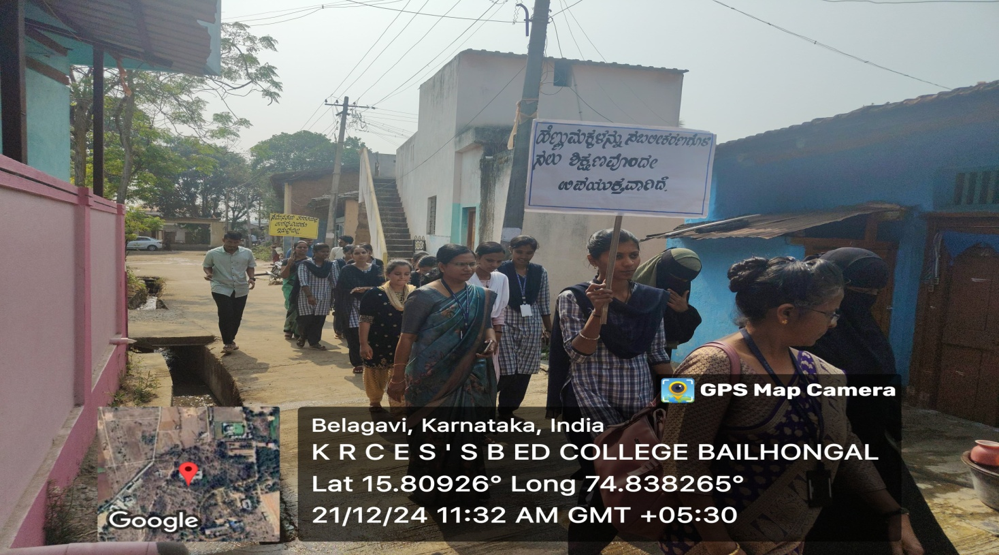 ಹೆಣ್ಣುಮಕ್ಕಳನ್ನು ಸಬಲೀಕರಣಗೊಳ
ಸಲು ಶಿಕ್ಷಣವೊಂದೇ
ಉಪಯುಕ್ತವಾಗಿದೆ.
GPS Map Camera
Belagavi, Karnataka, India
K R C E S ' S B ED COLLEGE BAILHONGAL
Lat 15.80926° Long 74.838265°
21/12/24 11:32 AM GMT +05:30
Google